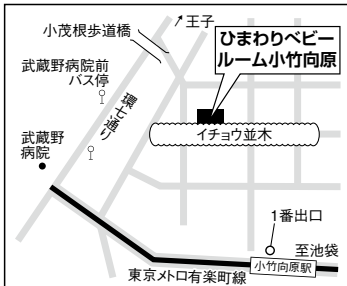 ↗王子
小茂根歩道橋
ひまわりベビー
ルーム小竹向原
武蔵野病院前
バス停
環七通り
イチョウ並木
武蔵野
病院
1番出口
至池袋
小竹向原駅
東京メトロ有楽町線